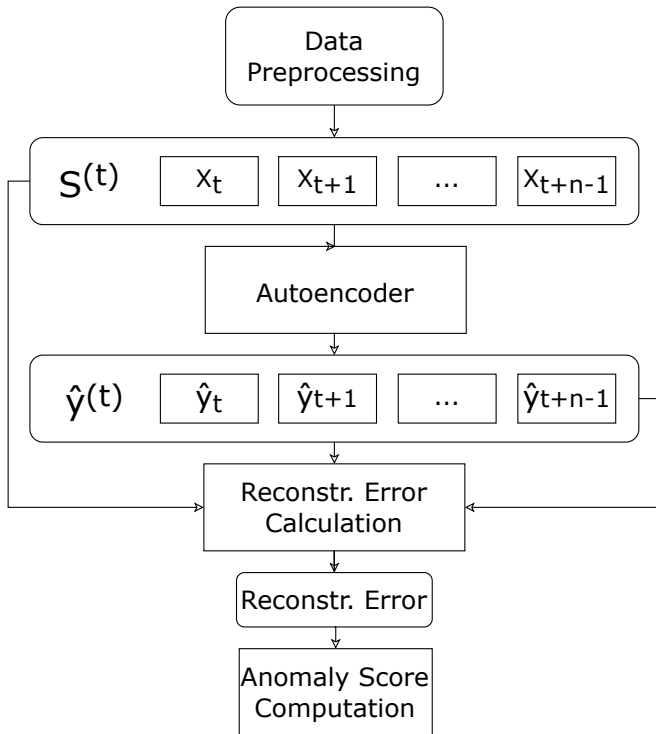 Data
Preprocessing
S(t) xt xt+1 ... xt+n-1
Autoencoder
ŷ(t) ŷt ŷt+1 ... ŷt+n-1
Reconstr. Error
Calculation
Reconstr. Error
Anomaly Score
Computation